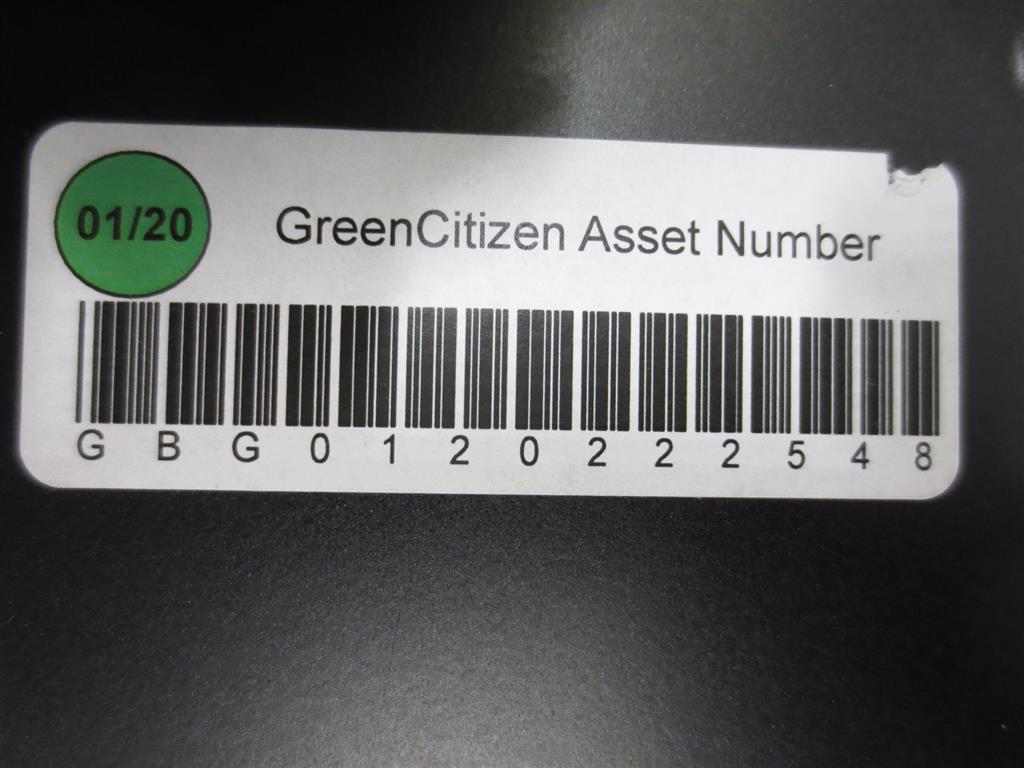 01/20
GreenCitizen Asset Number
G B G 0 1 2 0 2 2 2 5 4 8